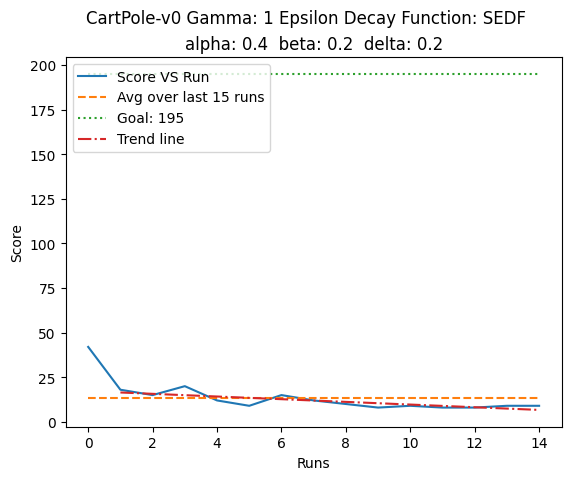 CartPole-v0 Gamma: 1 Epsilon Decay Function: SEDF
alpha: 0.4  beta: 0.2  delta: 0.2
Score VS Run
Avg over last 15 runs
Goal: 195
Trend line
200
175
150
125
100
75
50
25
0
Score
0 2 4 6 8 10 12 14
Runs